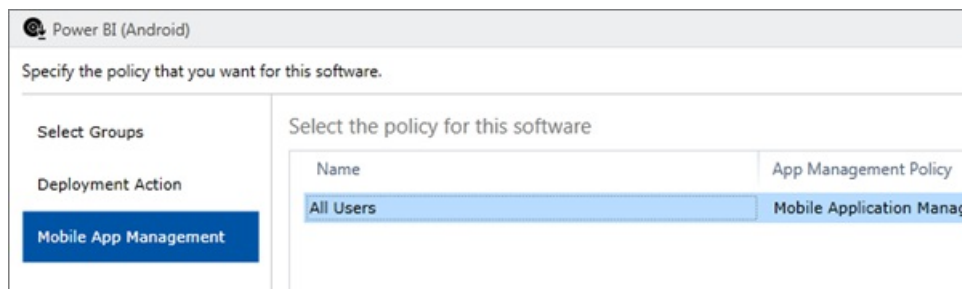 Power BI (Android)
Specify the policy that you want for this software.
Select Groups
Deployment Action
Mobile App Management
Select the policy for this software
Name App Management Policy
All Users Mobile Application